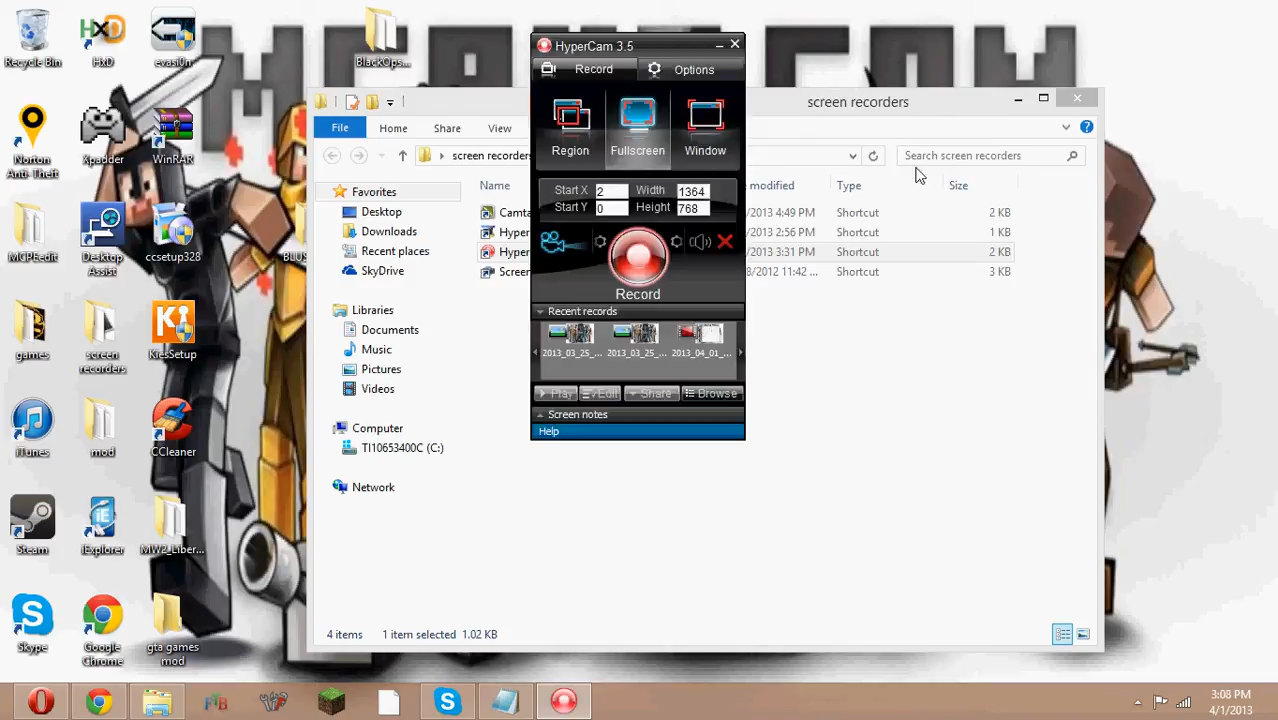 Recycle Bin
HxD
evasi0n
BlackOps...
Norton
Anti-Theft
Xpadder
WinRAR
MCPEedit
Desktop
Assist
ccsetup328
games
screen
recorders
KiesSetup
iTunes
mod
CCleaner
Steam
iExplorer
MW2_Liber...
Skype
Google
Chrome
gta games
mod
HyperCam 3.5
Record
Options
Region
Fullscreen
Window
Start X 2 Width 1364
Start Y 0 Height 768
Record
Recent records
2013_03_25_...
2013_03_25_...
2013_04_01_...
Play
Edit
Share
Browse
Screen notes
Help
screen recorders
File
Home
Share
View
screen recorders
Search screen recorders
Name
modified
Type
Size
Camta
/2013 4:49 PM
Shortcut
2 KB
Hyper
/2013 2:56 PM
Shortcut
1 KB
Hyper
/2013 3:31 PM
Shortcut
2 KB
Screen
8/2012 11:42 ...
Shortcut
3 KB
Favorites
Desktop
Downloads
Recent places
SkyDrive
Libraries
Documents
Music
Pictures
Videos
Computer
TI10653400C (C:)
Network
4 items
1 item selected 1.02 KB
FTB
3:08 PM
4/1/2013